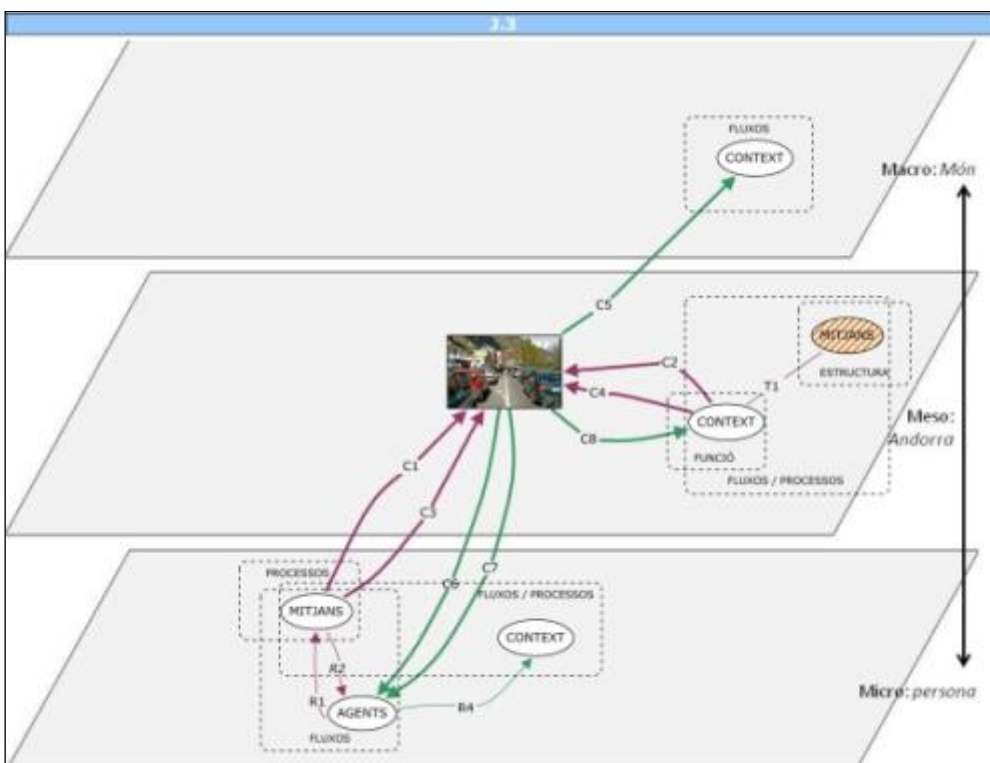 J.3
FLUXOS
CONTEXT
Macro: Món
C5
MITJANS
ESTRUCTURA
C2
T1
C4
CONTEXT
Meso:
Andorra
C8
FUNCIÓ
FLUXOS / PROCESSOS
C1
C3
PROCESSOS
C6
C7
FLUXOS / PROCESSOS
MITJANS
CONTEXT
R2
R1
AGENTS
R4
Micro: persona
FLUXOS